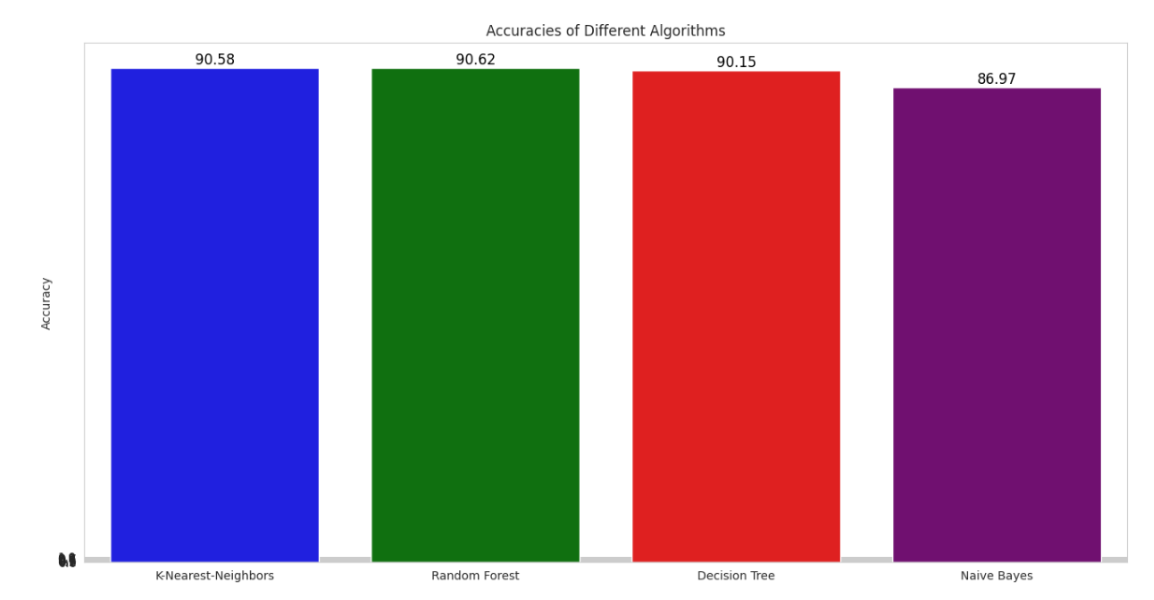 Accuracies of Different Algorithms
90.58
90.62
90.15
86.97
Accuracy
K-Nearest-Neighbors
Random Forest
Decision Tree
Naive Bayes